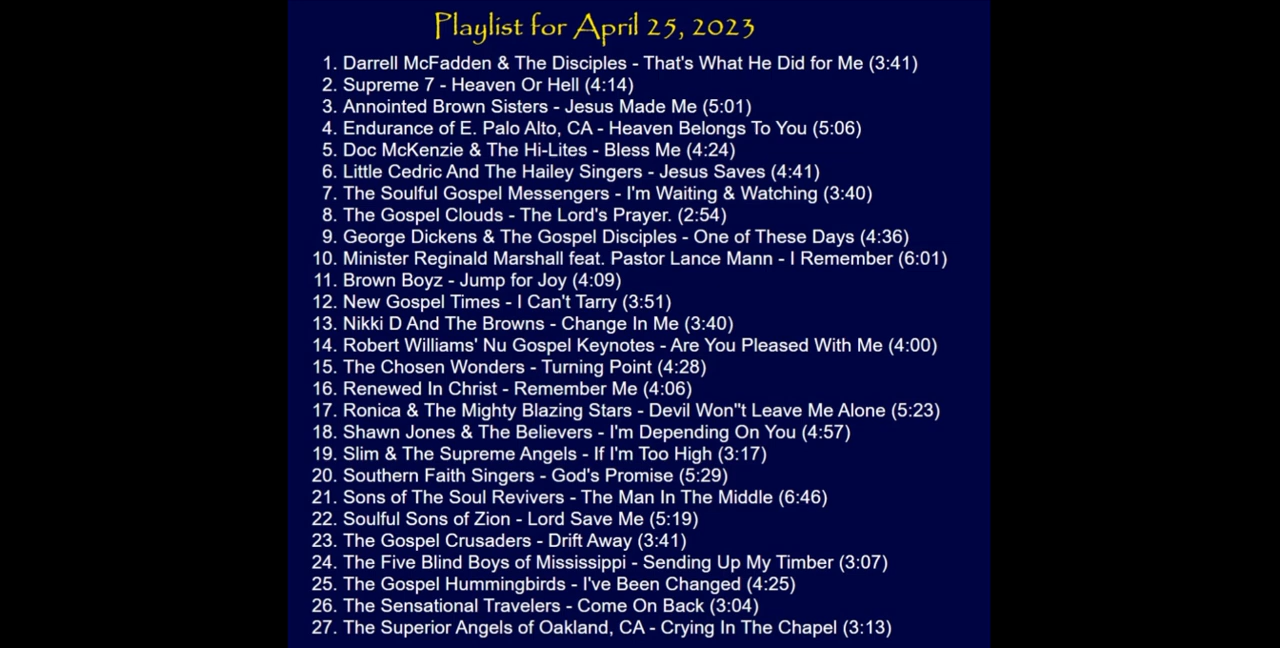 Playlist for April 25, 2023
1. Darrell McFadden & The Disciples - That's What He Did for Me (3:41)
2. Supreme 7 - Heaven Or Hell (4:14)
3. Annointed Brown Sisters - Jesus Made Me (5:01)
4. Endurance of E. Palo Alto, CA - Heaven Belongs To You (5:06)
5. Doc McKenzie & The Hi-Lites - Bless Me (4:24)
6. Little Cedric And The Hailey Singers - Jesus Saves (4:41)
7. The Soulful Gospel Messengers - I'm Waiting & Watching (3:40)
8. The Gospel Clouds - The Lord's Prayer. (2:54)
9. George Dickens & The Gospel Disciples - One of These Days (4:36)
10. Minister Reginald Marshall feat. Pastor Lance Mann - I Remember (6:01)
11. Brown Boyz - Jump for Joy (4:09)
12. New Gospel Times - I Can't Tarry (3:51)
13. Nikki D And The Browns - Change In Me (3:40)
14. Robert Williams' Nu Gospel Keynotes - Are You Pleased With Me (4:00)
15. The Chosen Wonders - Turning Point (4:28)
16. Renewed In Christ - Remember Me (4:06)
17. Ronica & The Mighty Blazing Stars - Devil Won"t Leave Me Alone (5:23)
18. Shawn Jones & The Believers - I'm Depending On You (4:57)
19. Slim & The Supreme Angels - If I'm Too High (3:17)
20. Southern Faith Singers - God's Promise (5:29)
21. Sons of The Soul Revivers - The Man In The Middle (6:46)
22. Soulful Sons of Zion - Lord Save Me (5:19)
23. The Gospel Crusaders - Drift Away (3:41)
24. The Five Blind Boys of Mississippi - Sending Up My Timber (3:07)
25. The Gospel Hummingbirds - I've Been Changed (4:25)
26. The Sensational Travelers - Come On Back (3:04)
27. The Superior Angels of Oakland, CA - Crying In The Chapel (3:13)